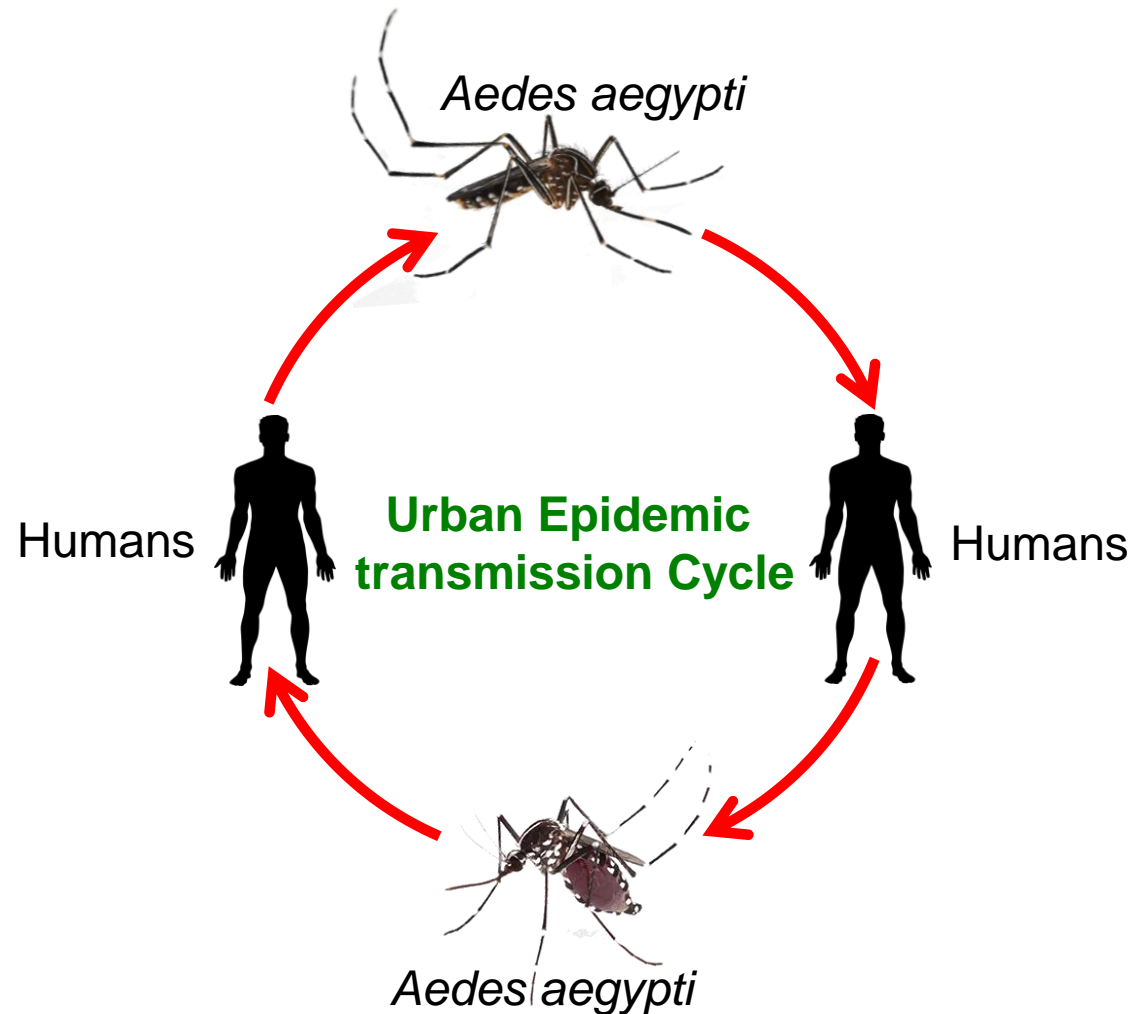 Aedes aegypti
Humans
Urban Epidemic
transmission Cycle
Humans
Aedes aegypti